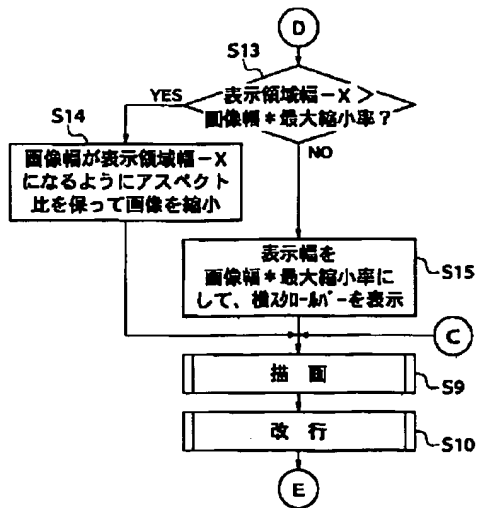 D
S13
表示領域幅－X＞
画像幅＊最大縮小率？
YES
NO
S14
画像幅が表示領域幅－X
になるようにアスペクト
比を保って画像を縮小
表示幅を
画像幅＊最大縮小率に
して、横ｽｸﾛｰﾙﾊﾞｰを表示
S15
C
描　画
S9
改　行
S10
E